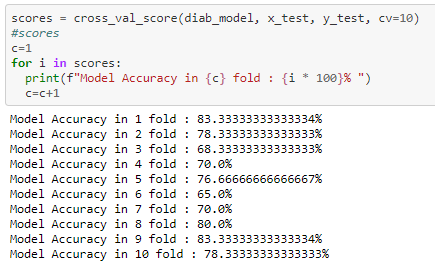 scores = cross_val_score(diab_model, x_test, y_test, cv=10)
#scores
c=1
for i in scores:
  print(f"Model Accuracy in {c} fold : {i * 100}% ")
  c=c+1
Model Accuracy in 1 fold : 83.33333333333334%
Model Accuracy in 2 fold : 78.33333333333333%
Model Accuracy in 3 fold : 68.33333333333333%
Model Accuracy in 4 fold : 70.0%
Model Accuracy in 5 fold : 76.66666666666667%
Model Accuracy in 6 fold : 65.0%
Model Accuracy in 7 fold : 70.0%
Model Accuracy in 8 fold : 80.0%
Model Accuracy in 9 fold : 83.33333333333334%
Model Accuracy in 10 fold : 78.33333333333333%